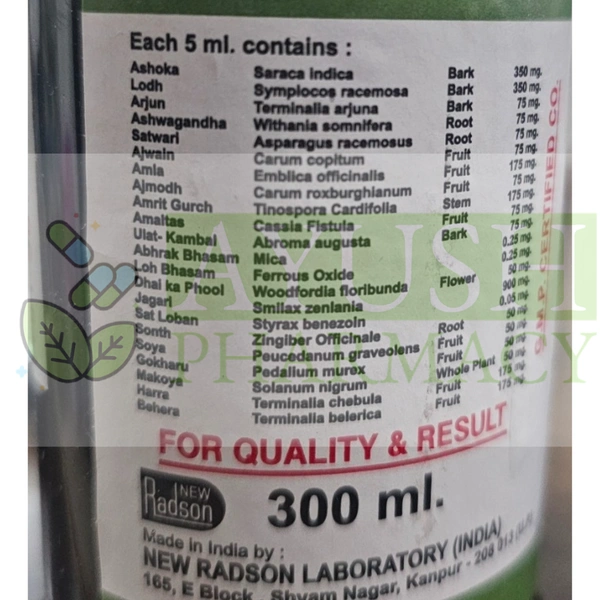 Each 5 ml. contains :
Ashoka Saraca indica Bark 350 mg.
Lodh Symplocos racemosa Bark 350 mg.
Arjun Terminalia arjuna Bark 75 mg.
Ashwagandha Withania somnifera Root 75 mg.
Satwari Asparagus racemosus Root 75 mg.
Ajwain Carum copitum Fruit 75 mg.
Amla Emblica officinalis Fruit 175 mg.
Ajmodh Carum roxburghianum Fruit 75 mg.
Amrit Gurch Tinospora Cardifolia Stem 175 mg.
Amaltas Cassia Fistula Fruit 75 mg.
Ulat- Kambal Abroma augusta Bark 75 mg.
Abhrak Bhasam Mica 0.25 mg.
Loh Bhasam Ferrous Oxide 0.25 mg.
Dhai ka Phool Woodfordia floribunda Flower 50 mg.
Jagari Smilax zenlania 900 mg.
Sat Loban Styrax benezoin 0.05 mg.
Sonth Zingiber Officinale Root 50 mg.
Soya Peucedanum graveolens Fruit 50 mg.
Gokharu Pedalium murex Fruit 50 mg.
Makoya Solanum nigrum Whole Plant 50 mg.
Harra Terminalia chebula Fruit 175 mg.
Behera Terminalia belerica Fruit 175 mg.
G.M.P. CERTIFIED CO.
AYUSH
PHARMACY
FOR QUALITY & RESULT
NEW
Radson
300 ml.
Made in India by :
NEW RADSON LABORATORY (INDIA)
165, E Block Shyam Nagar, Kanpur - 208 013